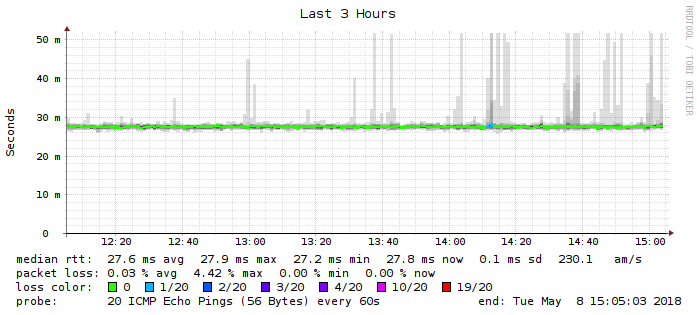 Last 3 Hours
RRDTOOL / TOBI OETIKER
Seconds
50 m
40 m
30 m
20 m
10 m
0
12:20 12:40 13:00 13:20 13:40 14:00 14:20 14:40 15:00
median rtt: 27.6 ms avg 27.9 ms max 27.2 ms min 27.8 ms now 0.1 ms sd 230.1 am/s
packet loss: 0.03 % avg 4.42 % max 0.00 % min 0.00 % now
loss color: 0 1/20 2/20 3/20 4/20 10/20 19/20
probe: 20 ICMP Echo Pings (56 Bytes) every 60s end: Tue May 8 15:05:03 2018